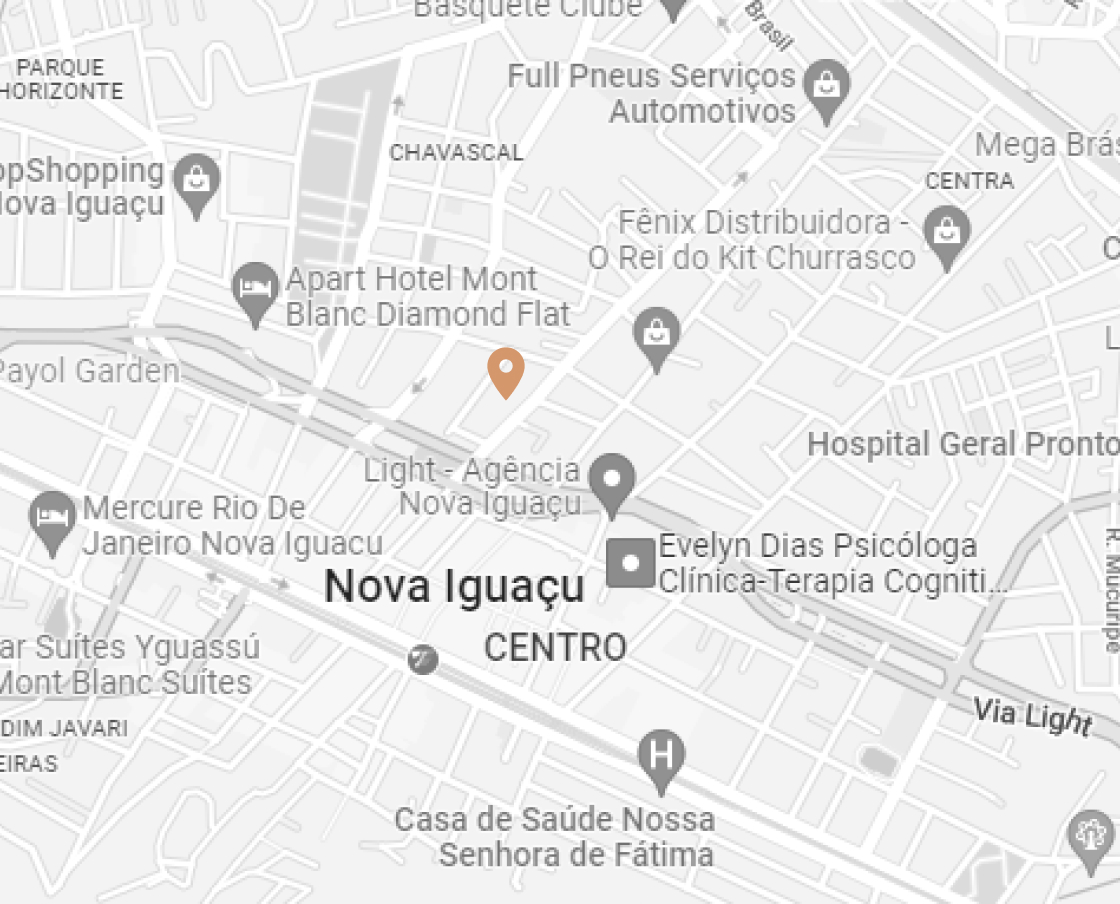 Basquete Clube
Brasil
PARQUE
HORIZONTE
Full Pneus Serviços
Automotivos
CHAVASCAL
Mega Brás
CENTRA
opShopping
Nova Iguaçu
Fênix Distribuidora -
O Rei do Kit Churrasco
Apart Hotel Mont
Blanc Diamond Flat
Payol Garden
Hospital Geral Pronto
Light - Agência
Nova Iguaçu
Mercure Rio De
Janeiro Nova Iguacu
Evelyn Dias Psicóloga
Clínica-Terapia Cogniti...
R. Mucuripe
Nova Iguaçu
CENTRO
ar Suítes Yguassú
Mont Blanc Suítes
DIM JAVARI
EIRAS
Via Light
H
Casa de Saúde Nossa
Senhora de Fátima